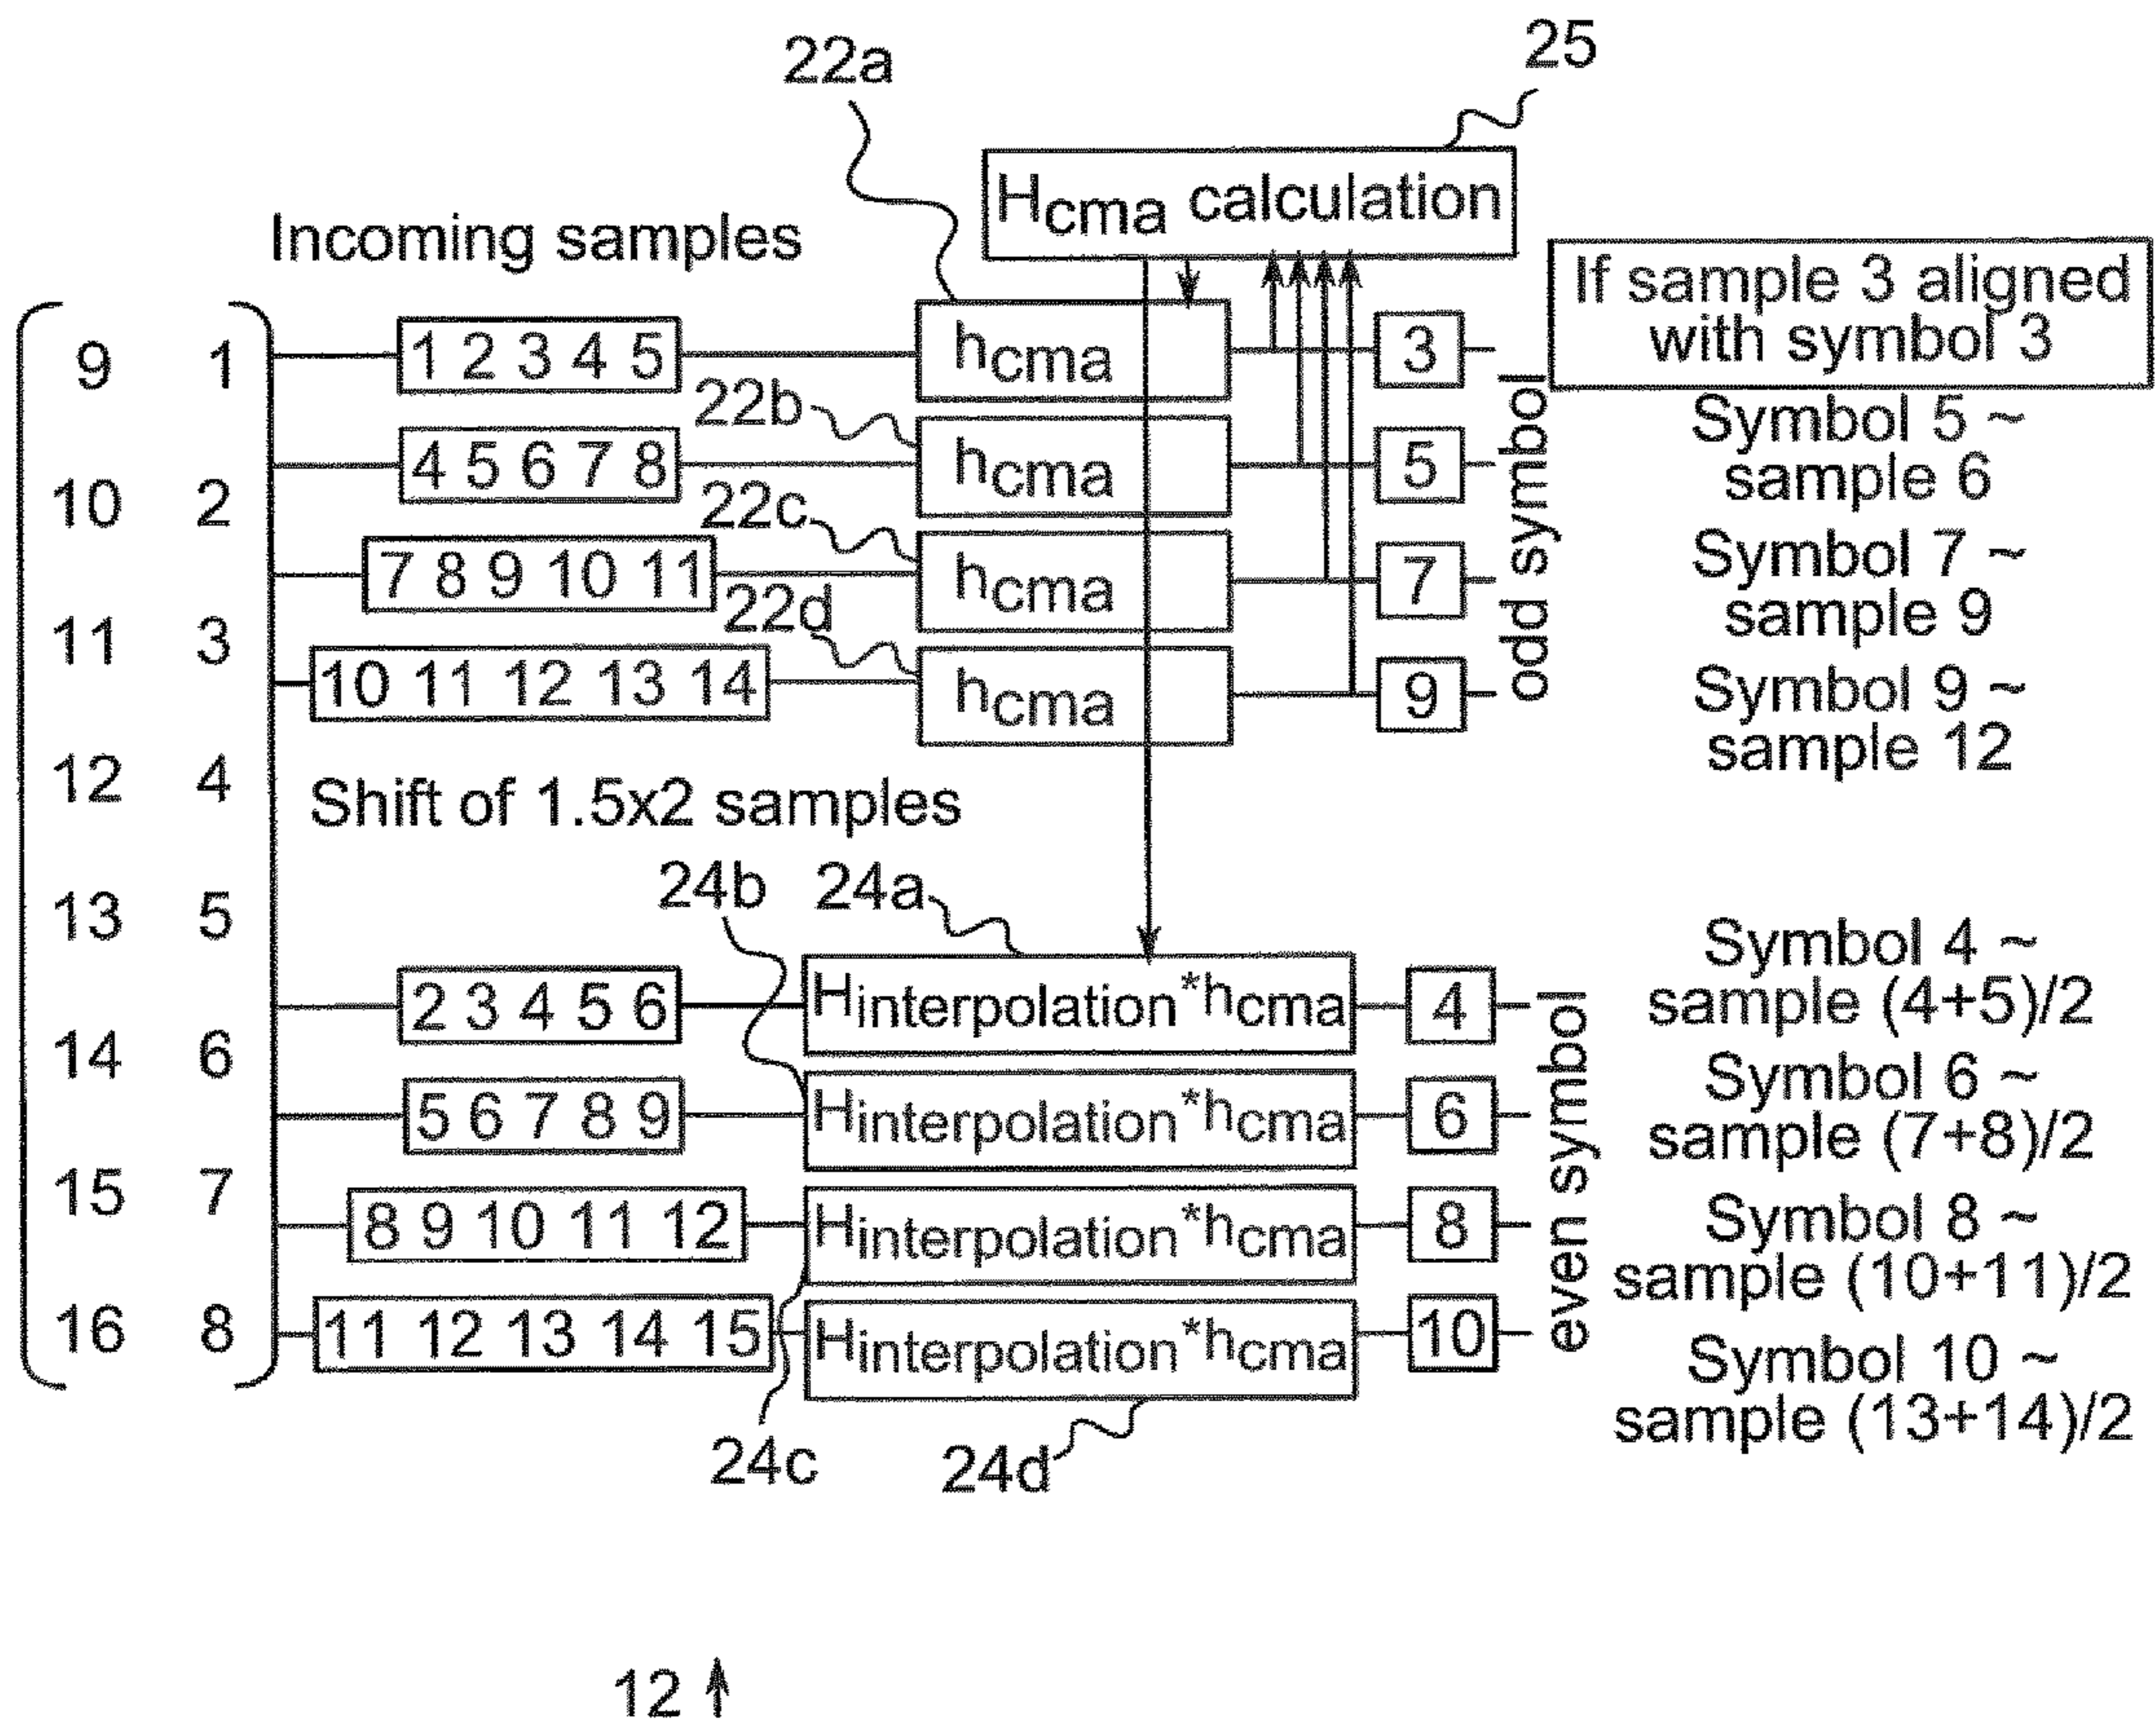 22a
25
Hcma calculation
Incoming samples
If sample 3 aligned
with symbol 3
9 1
1 2 3 4 5
hcma
3
22b
Symbol 5 ~
sample 6
10 2
4 5 6 7 8
hcma
5
22c
Symbol 7 ~
sample 9
7 8 9 10 11
hcma
7
22d
11 3
10 11 12 13 14
hcma
9
odd symbol
Symbol 9 ~
sample 12
12 4
Shift of 1.5x2 samples
24b
24a
13 5
2 3 4 5 6
Hinterpolation*hcma
4
Symbol 4 ~
sample (4+5)/2
14 6
5 6 7 8 9
Hinterpolation*hcma
6
Symbol 6 ~
sample (7+8)/2
15 7
8 9 10 11 12
Hinterpolation*hcma
8
even symbol
Symbol 8 ~
sample (10+11)/2
16 8
11 12 13 14 15
Hinterpolation*hcma
10
Symbol 10 ~
sample (13+14)/2
24c
24d
12